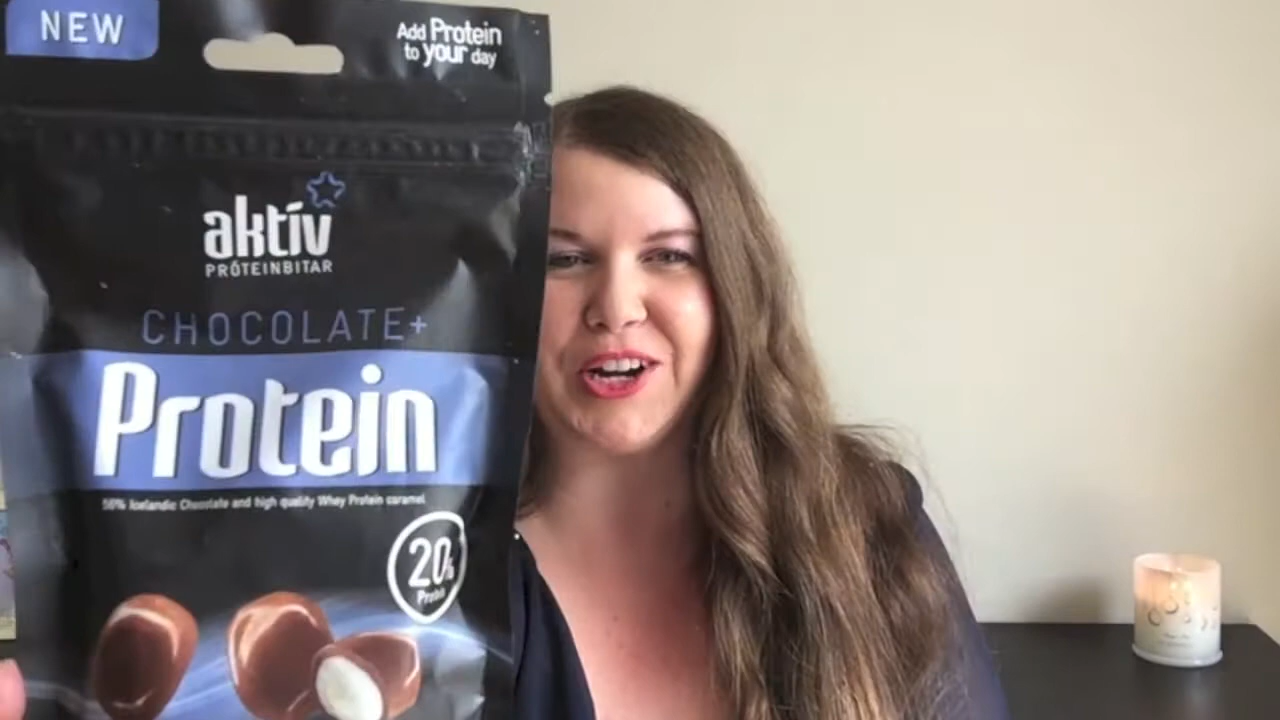 NEW
Add Protein
to your day
aktív
PRÓTEINBITAR
CHOCOLATE+
Protein
56% Icelandic Chocolate and high quality Whey Protein caramel
20%
Protein